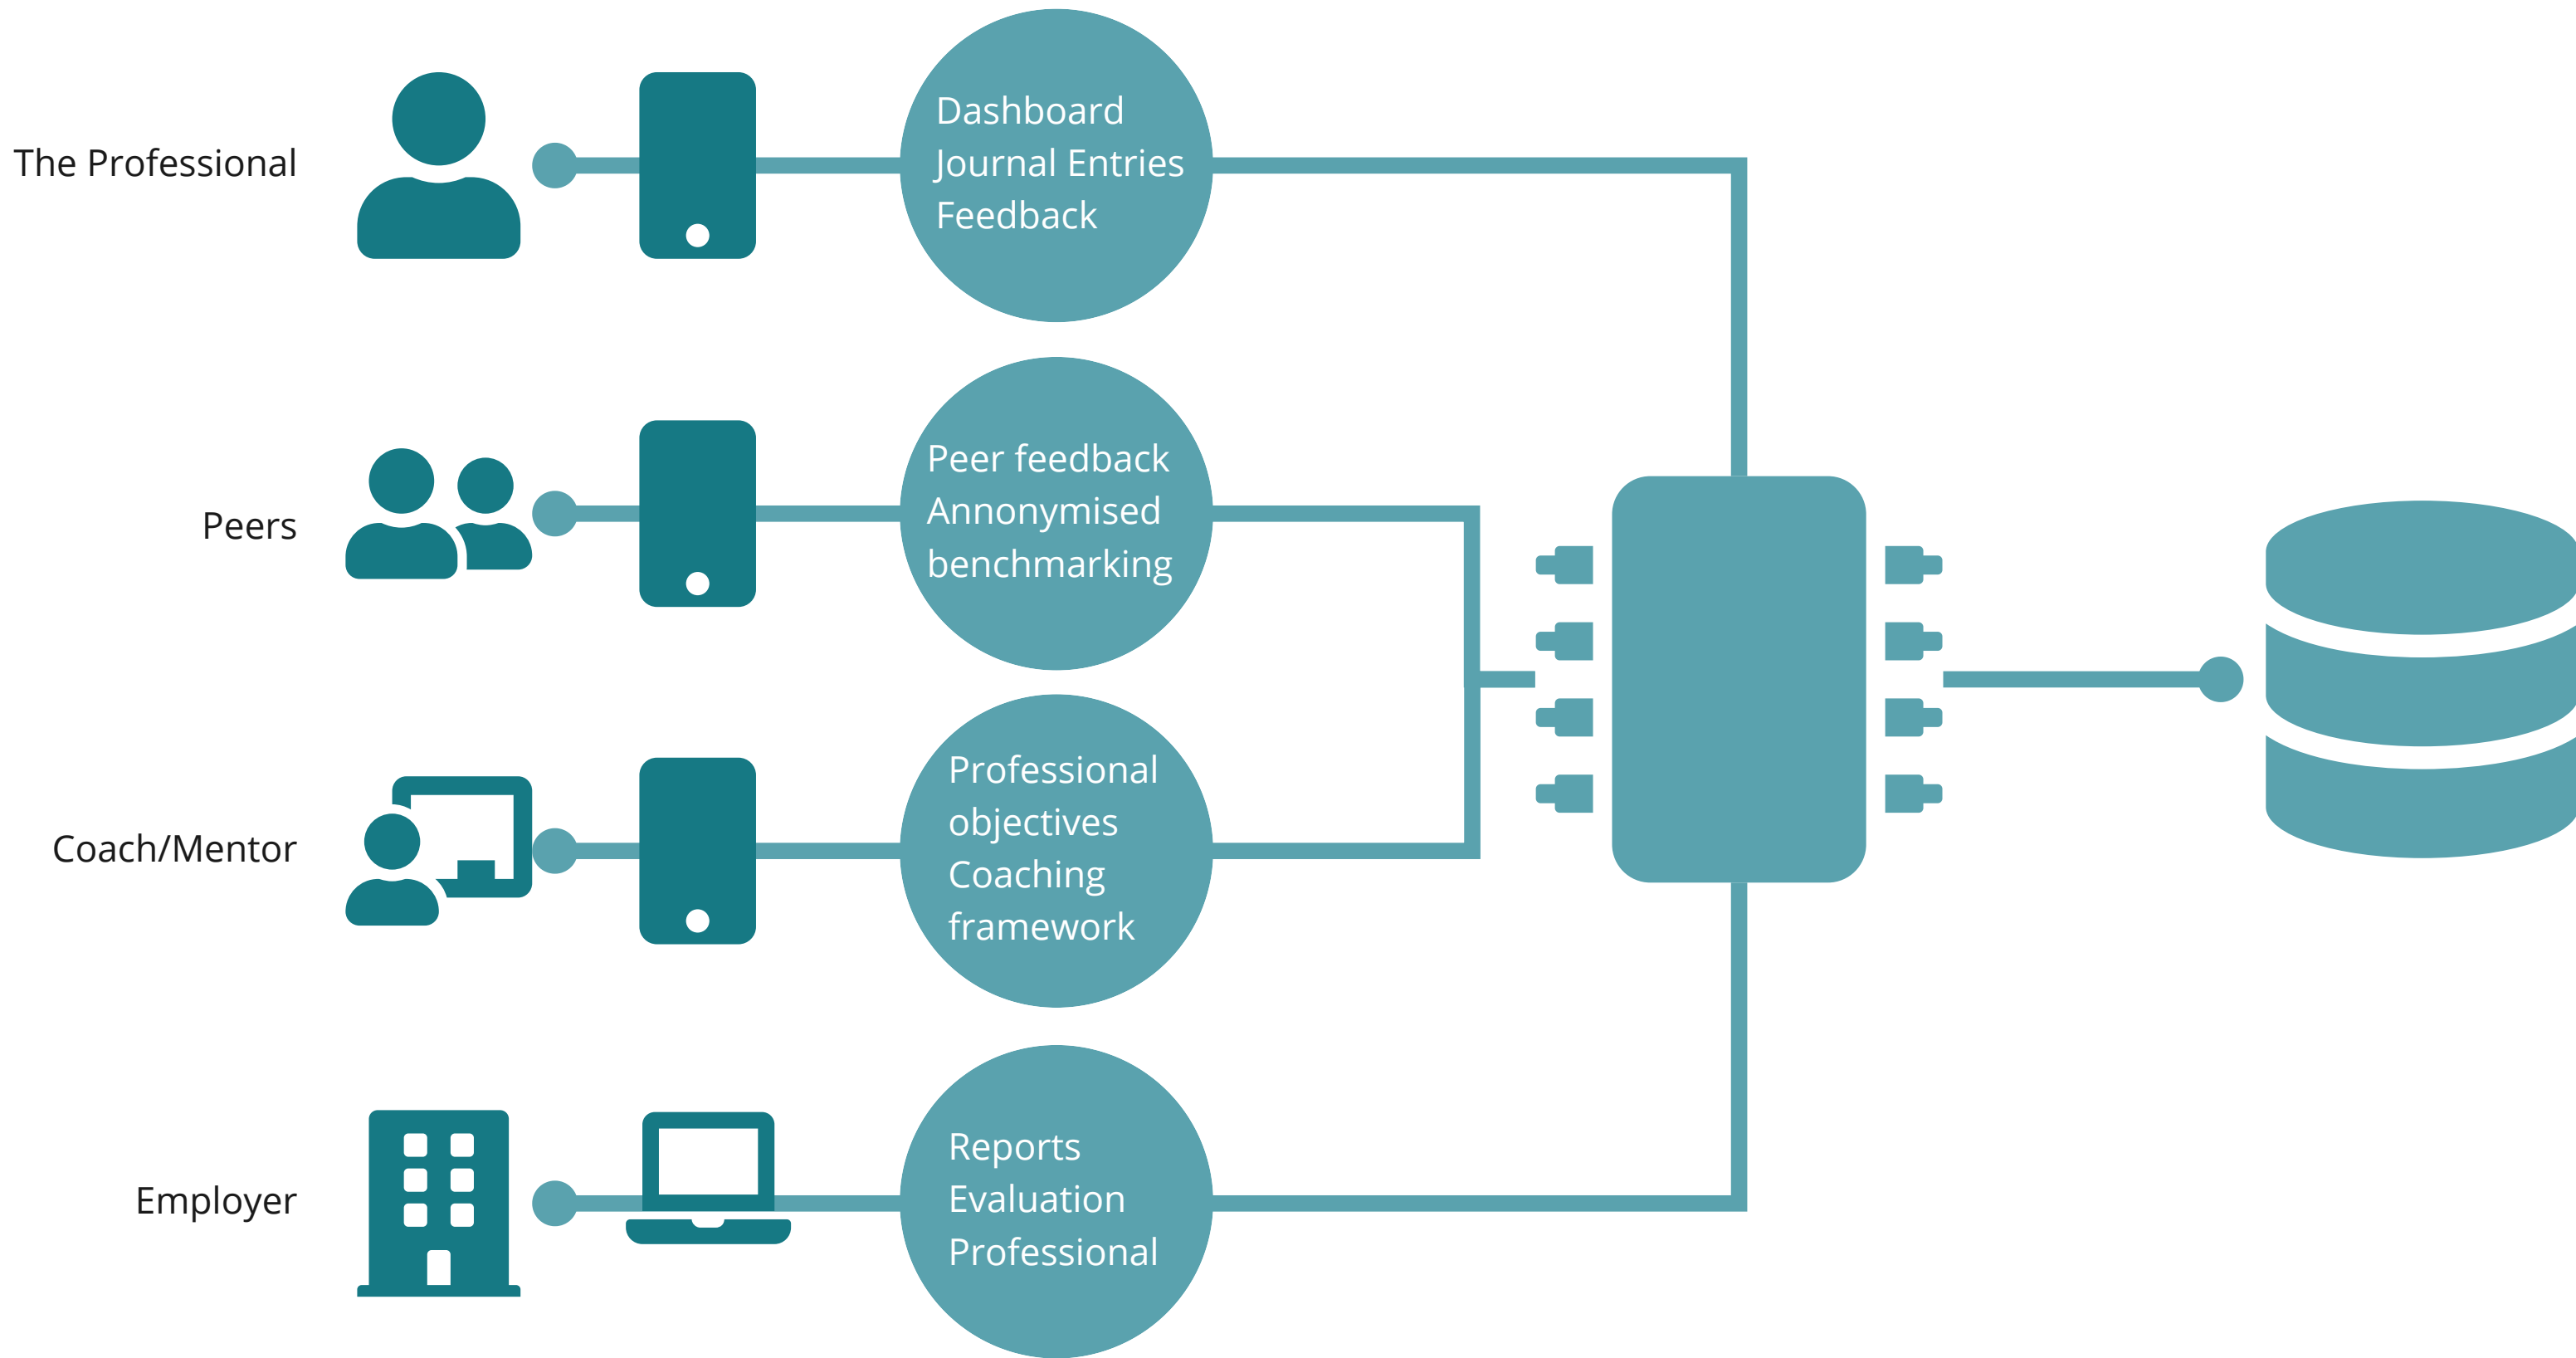 The Professional
Dashboard
Journal Entries
Feedback
Peers
Peer feedback
Annonymised
benchmarking
Coach/Mentor
Professional
objectives
Coaching
framework
Employer
Reports
Evaluation
Professional